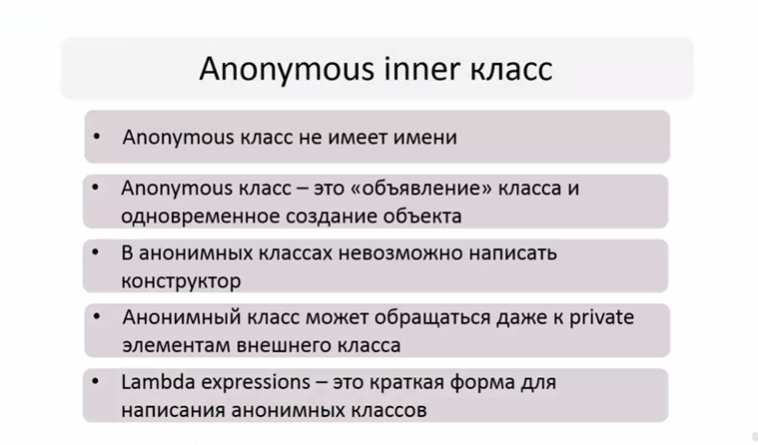 Anonymous inner класс
• Anonymous класс не имеет имени
• Anonymous класс – это «объявление» класса и
одновременное создание объекта
• В анонимных классах невозможно написать
конструктор
• Анонимный класс может обращаться даже к private
элементам внешнего класса
• Lambda expressions – это краткая форма для
написания анонимных классов